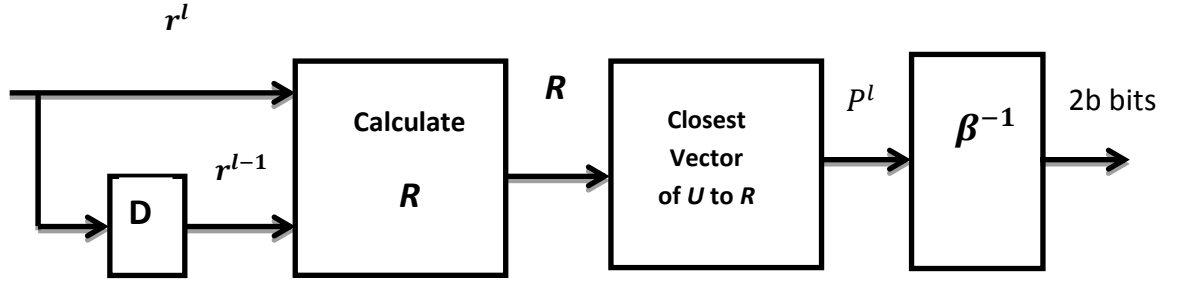 r^l
Calculate
R
r^{l-1}
D
R
Closest
Vector
of U to R
P^l
β^{-1}
2b bits